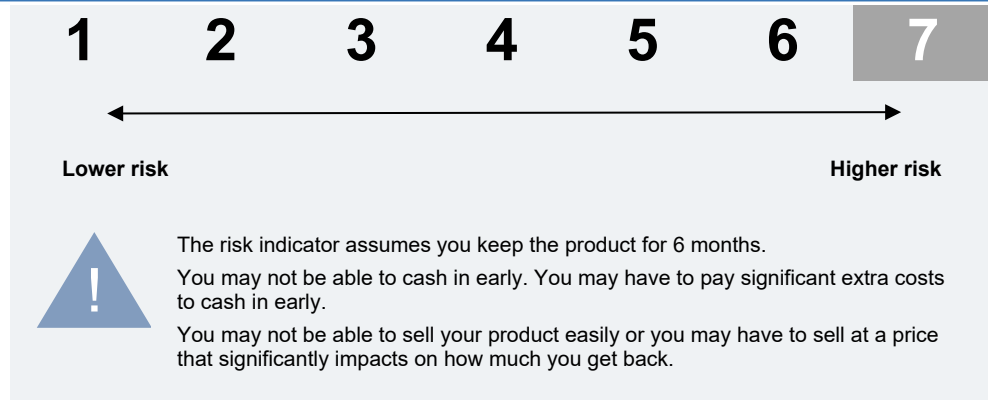 1 2 3 4 5 6 7
Lower risk Higher risk
!
The risk indicator assumes you keep the product for 6 months.
You may not be able to cash in early. You may have to pay significant extra costs
to cash in early.
You may not be able to sell your product easily or you may have to sell at a price
that significantly impacts on how much you get back.